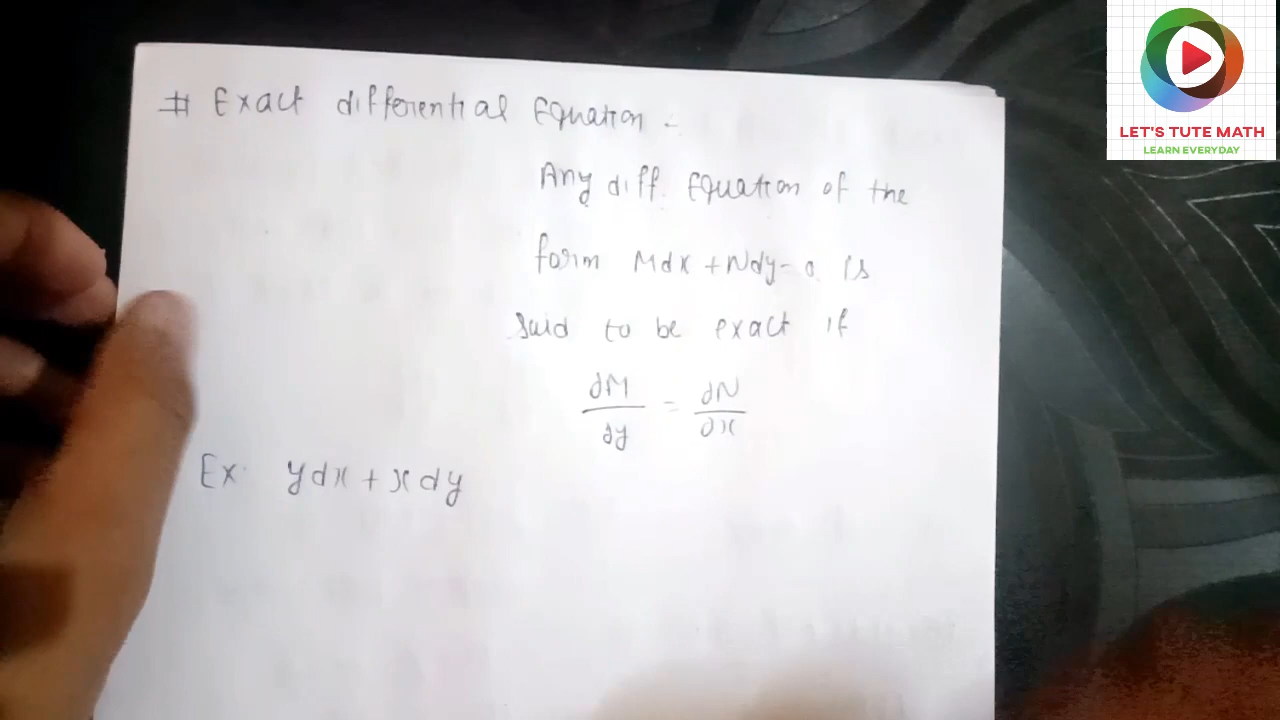 # Exact differential Equation -
Any diff. Equation of the
form Mdx + Ndy = 0 is
said to be exact if
∂M/∂y = ∂N/∂x
Ex. ydx + xdy
LET'S TUTE MATH
LEARN EVERYDAY